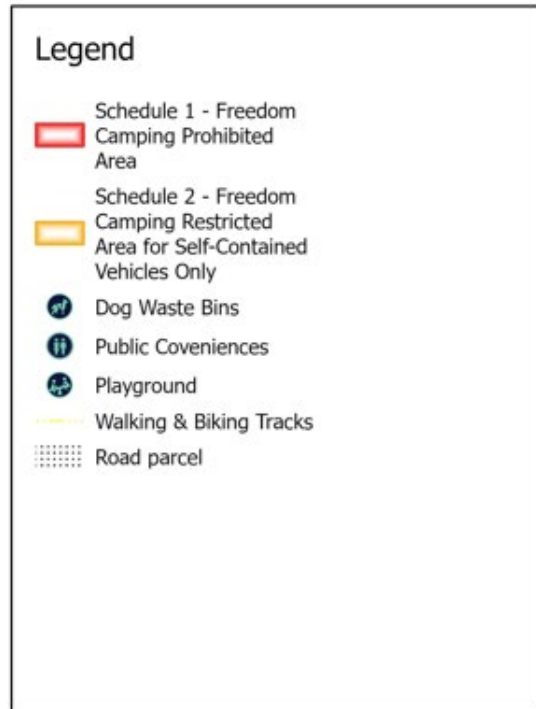 Legend
Schedule 1 - Freedom
Camping Prohibited
Area
Schedule 2 - Freedom
Camping Restricted
Area for Self-Contained
Vehicles Only
Dog Waste Bins
Public Coveniences
Playground
Walking & Biking Tracks
Road parcel